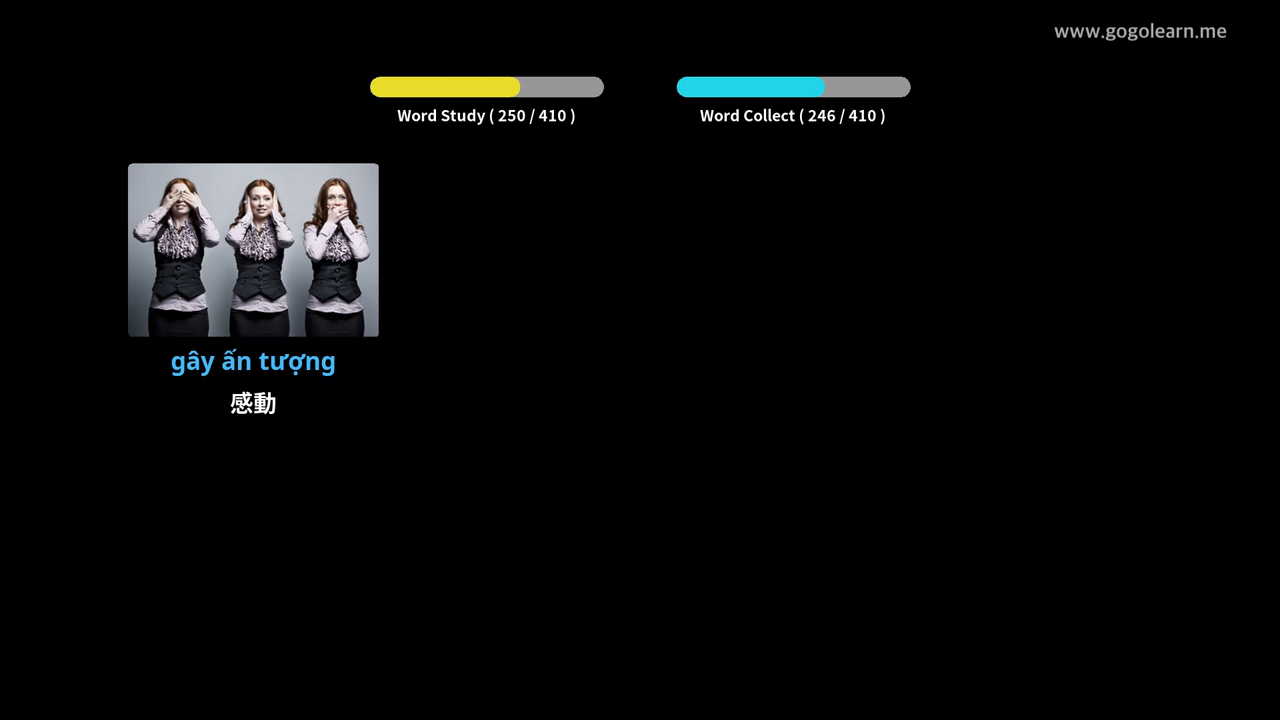 www.gogolearn.me
Word Study ( 250 / 410 )
Word Collect ( 246 / 410 )
gây ấn tượng
感動